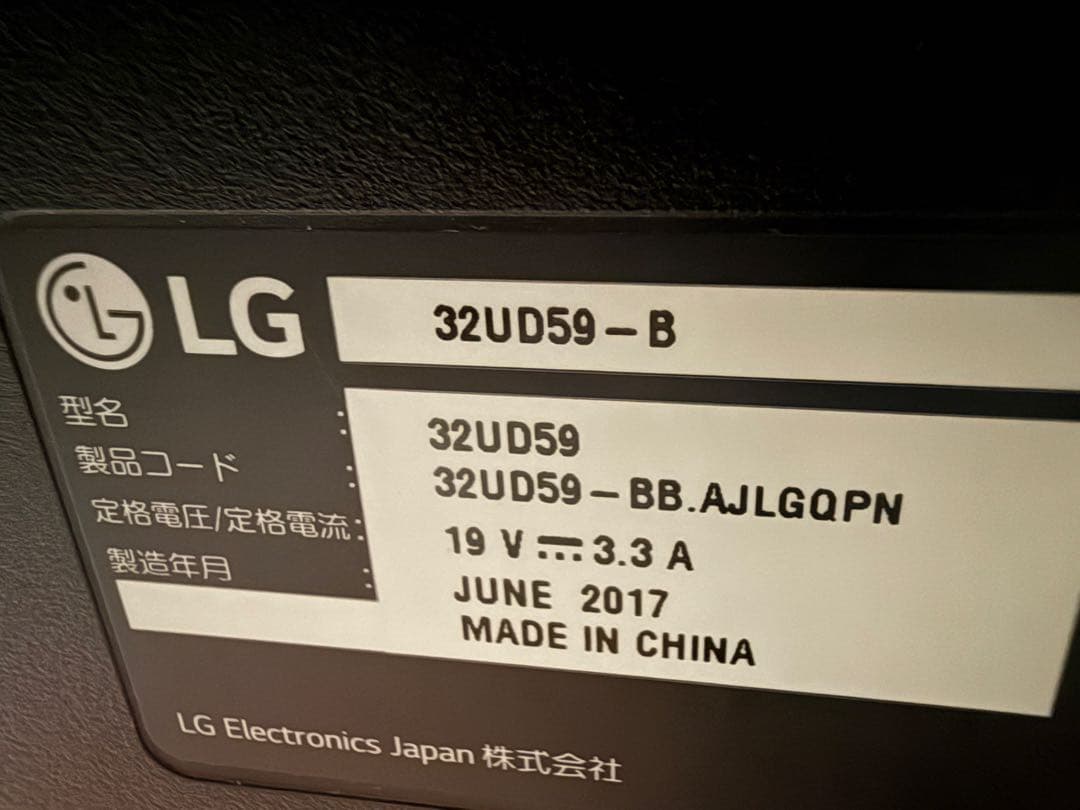 LG 32UD59-B
型名 : 32UD59
製品コード : 32UD59-BB.AJLGQPN
定格電圧/定格電流 : 19 V ⎓ 3.3 A
製造年月 : JUNE 2017
MADE IN CHINA
LG Electronics Japan 株式会社